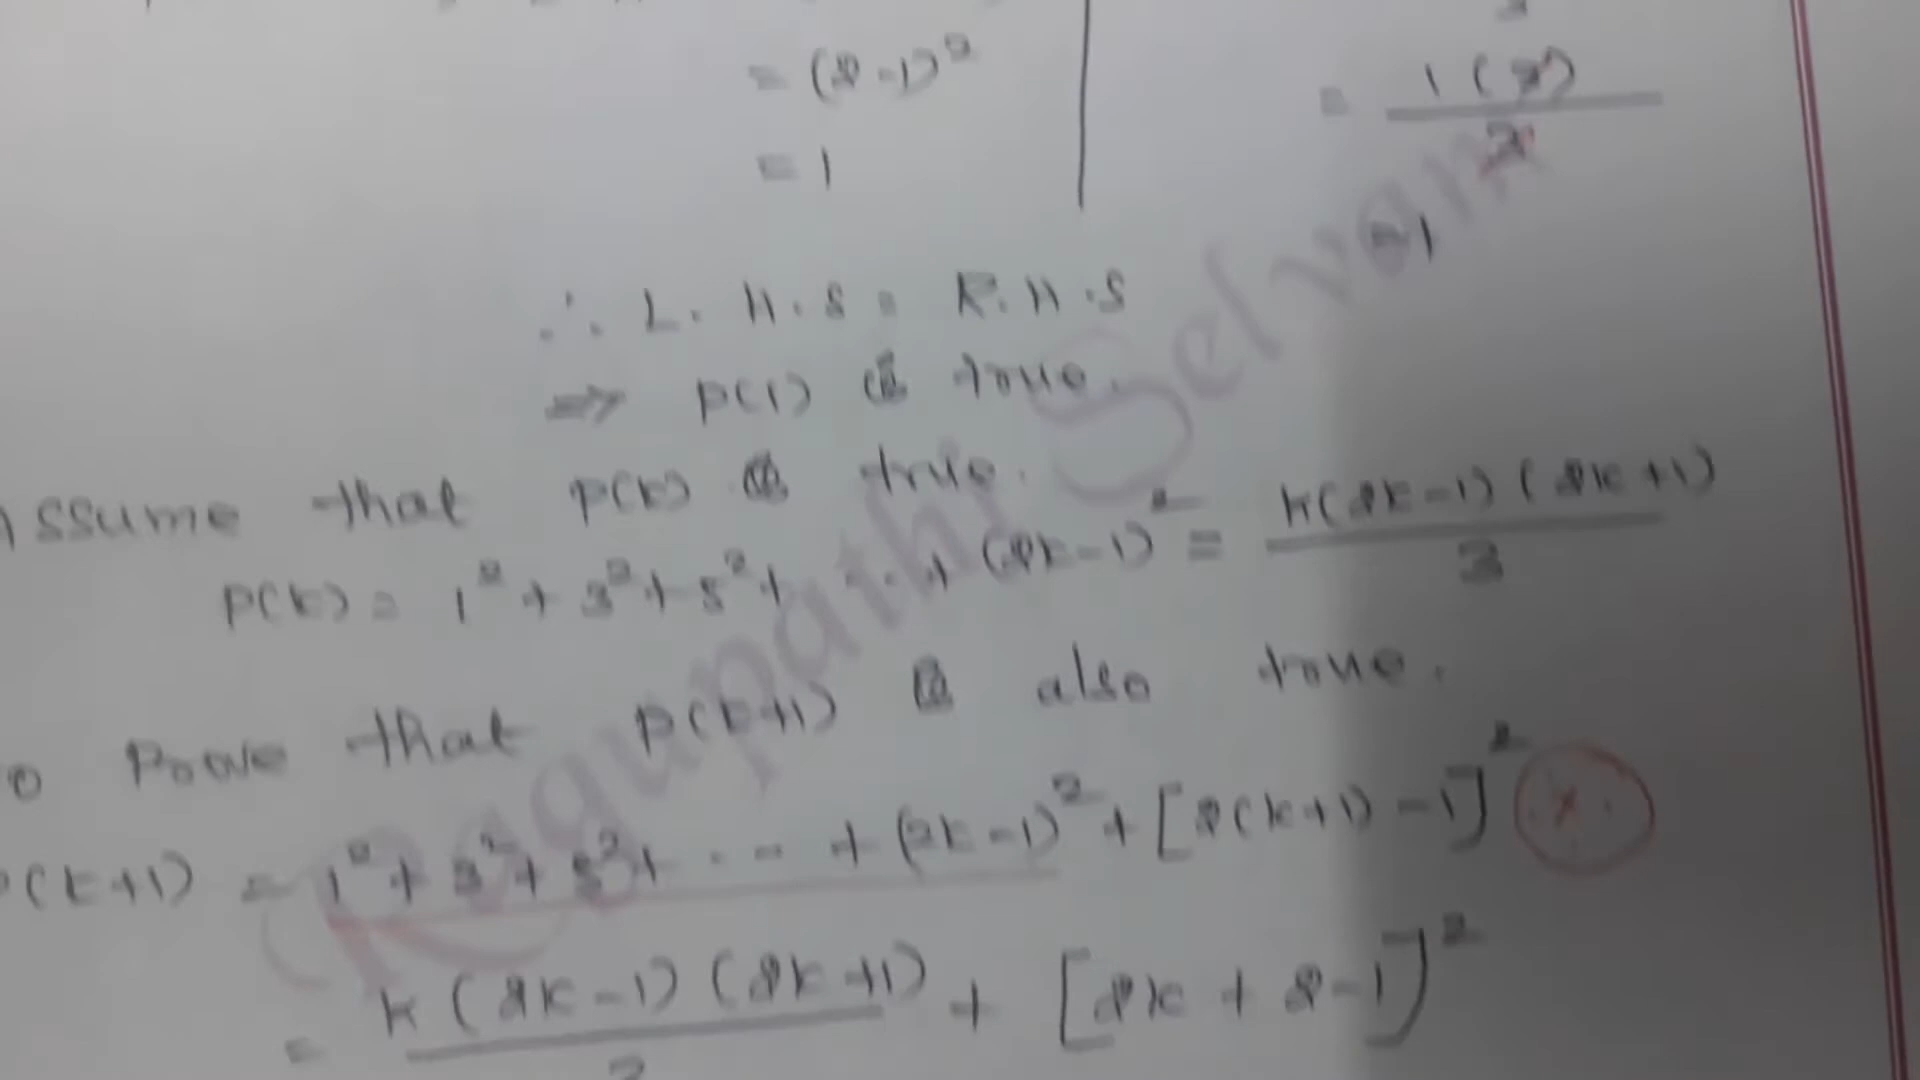 = (2-1)²
= 1
= 1(3)/3
= 1
∴ L.H.S = R.H.S
⇒ P(1) is true.
Assume that P(k) is true.
P(k) = 1² + 3² + 5² + ... + (2k-1)² = k(2k-1)(2k+1)/3
To Prove that P(k+1) is also true.
P(k+1) = 1² + 3² + 5² + ... + (2k-1)² + [2(k+1)-1]²
= k(2k-1)(2k+1)/3 + [2k+2-1]²
Ragupathi Selvam